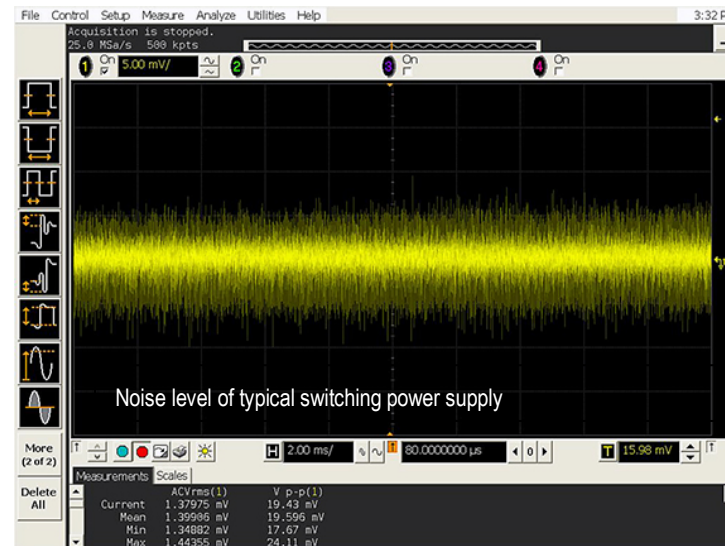 File Control Setup Measure Analyze Utilities Help 3:32 P
Acquisition is stopped.
25.0 MSa/s 500 kpts
1 On 5.00 mV/ 2 On 3 On 4 On
Noise level of typical switching power supply
More
(2 of 2)
Delete
All
H 2.00 ms/ 80.0000000 µs 0 T 15.98 mV
Measurements Scales
ACVrms(1) V p-p(1)
Current 1.37975 mV 19.43 mV
Mean 1.39906 mV 19.596 mV
Min 1.34882 mV 17.67 mV
Max 1.44355 mV 24.11 mV